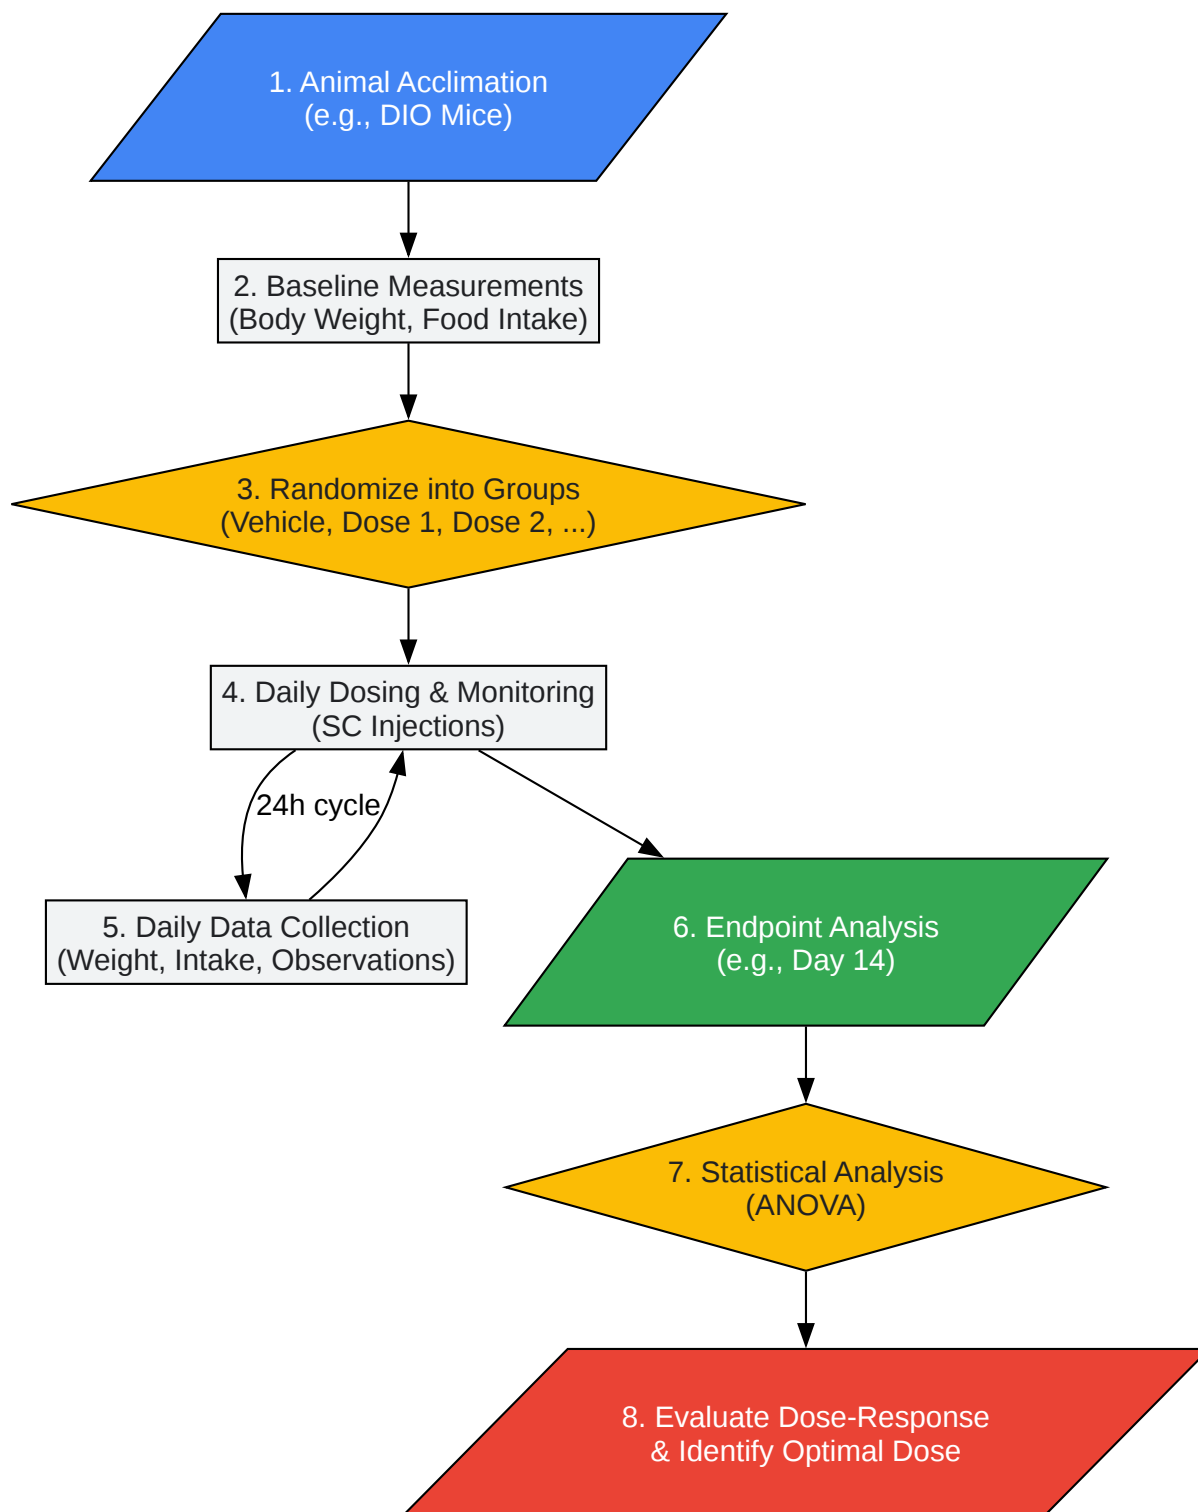 1. Animal Acclimation
(e.g., DIO Mice)
2. Baseline Measurements
(Body Weight, Food Intake)
3. Randomize into Groups
(Vehicle, Dose 1, Dose 2, ...)
4. Daily Dosing & Monitoring
(SC Injections)
24h cycle
5. Daily Data Collection
(Weight, Intake, Observations)
6. Endpoint Analysis
(e.g., Day 14)
7. Statistical Analysis
(ANOVA)
8. Evaluate Dose-Response
& Identify Optimal Dose